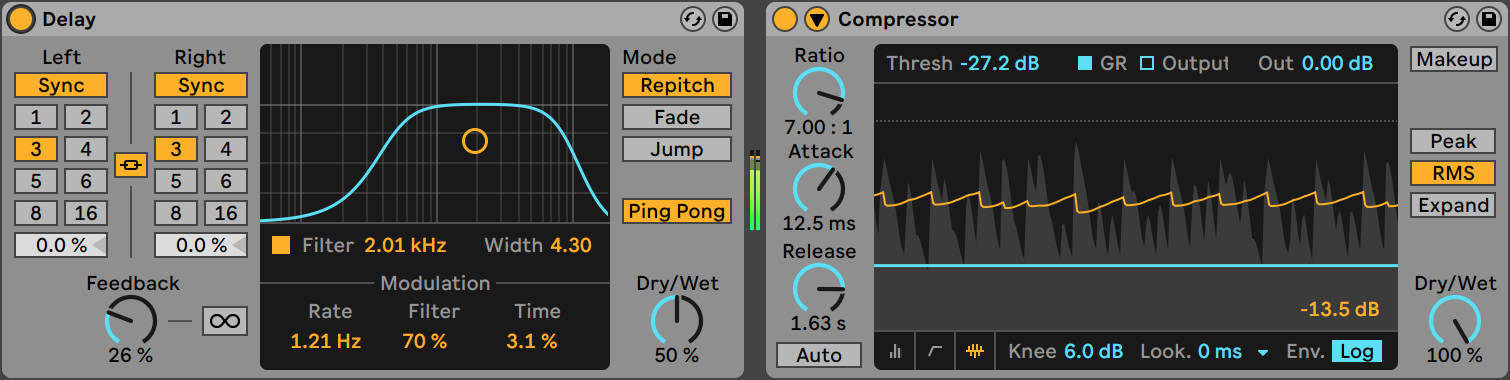 Delay
Left Right
Sync Sync
1 2 1 2
3 4 3 4
5 6 5 6
8 16 8 16
0.0 % 0.0 %
Feedback
26 %
Filter 2.01 kHz Width 4.30
Modulation
Rate Filter Time
1.21 Hz 70 % 3.1 %
Mode
Repitch
Fade
Jump
Ping Pong
Dry/Wet
50 %
Compressor
Ratio
7.00 : 1
Attack
12.5 ms
Release
1.63 s
Auto
Thresh -27.2 dB GR Output Out 0.00 dB
-13.5 dB
Knee 6.0 dB Look. 0 ms Env. Log
Makeup
Peak
RMS
Expand
Dry/Wet
100 %